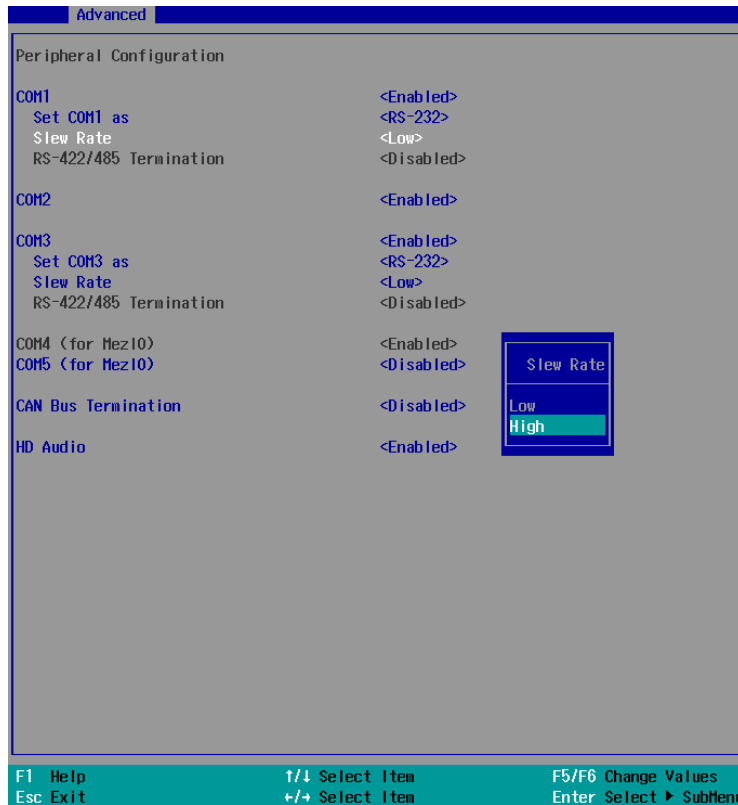 Advanced
Peripheral Configuration
COM1 <Enabled>
Set COM1 as <RS-232>
Slew Rate <Low>
RS-422/485 Termination <Disabled>
COM2 <Enabled>
COM3 <Enabled>
Set COM3 as <RS-232>
Slew Rate <Low>
RS-422/485 Termination <Disabled>
COM4 (for MezIO) <Enabled>
COM5 (for MezIO) <Disabled>
CAN Bus Termination <Disabled>
HD Audio <Enabled>
Slew Rate
Low
High
F1 Help ↑/↓ Select Item F5/F6 Change Values
Esc Exit ←/→ Select Item Enter Select ▶ SubMenu